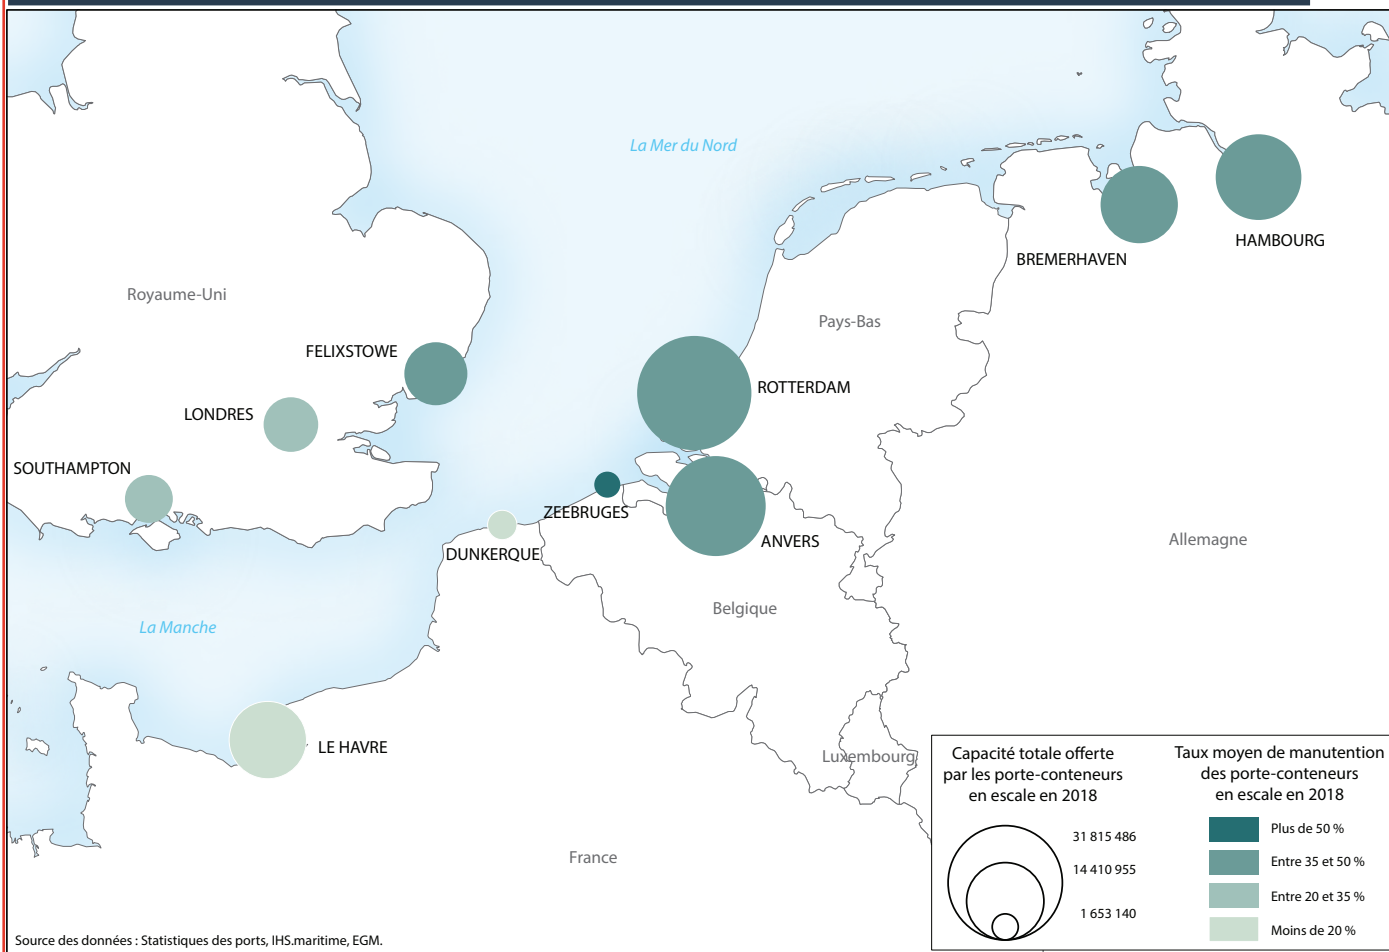 La Mer du Nord
HAMBOURG
BREMERHAVEN
Royaume-Uni
Pays-Bas
FELIXSTOWE
ROTTERDAM
LONDRES
SOUTHAMPTON
ZEEBRUGES
ANVERS
DUNKERQUE
Allemagne
Belgique
La Manche
LE HAVRE
Luxembourg
France
Capacité totale offerte
par les porte-conteneurs
en escale en 2018
31 815 486
14 410 955
1 653 140
Taux moyen de manutention
des porte-conteneurs
en escale en 2018
Plus de 50 %
Entre 35 et 50 %
Entre 20 et 35 %
Moins de 20 %
Source des données : Statistiques des ports, IHS.maritime, EGM.